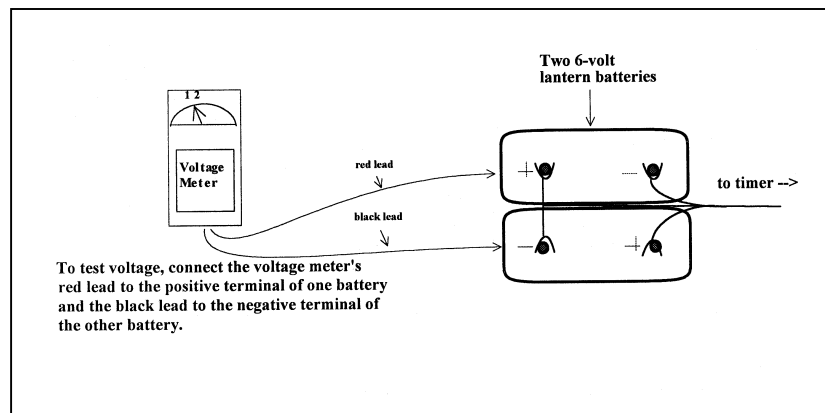 Two 6-volt
lantern batteries
1 2
Voltage
Meter
red lead
black lead
+
—
to timer -->
—
+
To test voltage, connect the voltage meter's
red lead to the positive terminal of one battery
and the black lead to the negative terminal of
the other battery.